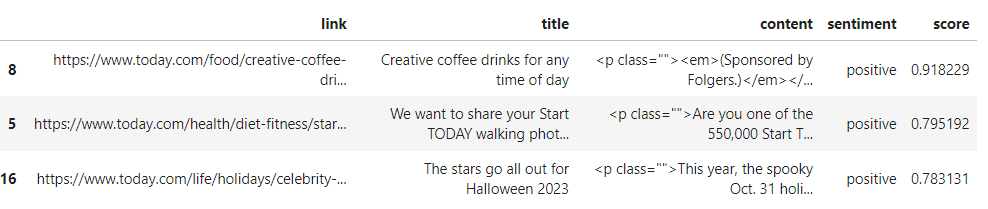 link title content sentiment score
8 https://www.today.com/food/creative-coffee-dri... Creative coffee drinks for any time of day <p class=""><em>(Sponsored by Folgers.)</em></... positive 0.918229
5 https://www.today.com/health/diet-fitness/star... We want to share your Start TODAY walking phot... <p class="">Are you one of the 550,000 Start T... positive 0.795192
16 https://www.today.com/life/holidays/celebrity-... The stars go all out for Halloween 2023 <p class="">This year, the spooky Oct. 31 holi... positive 0.783131